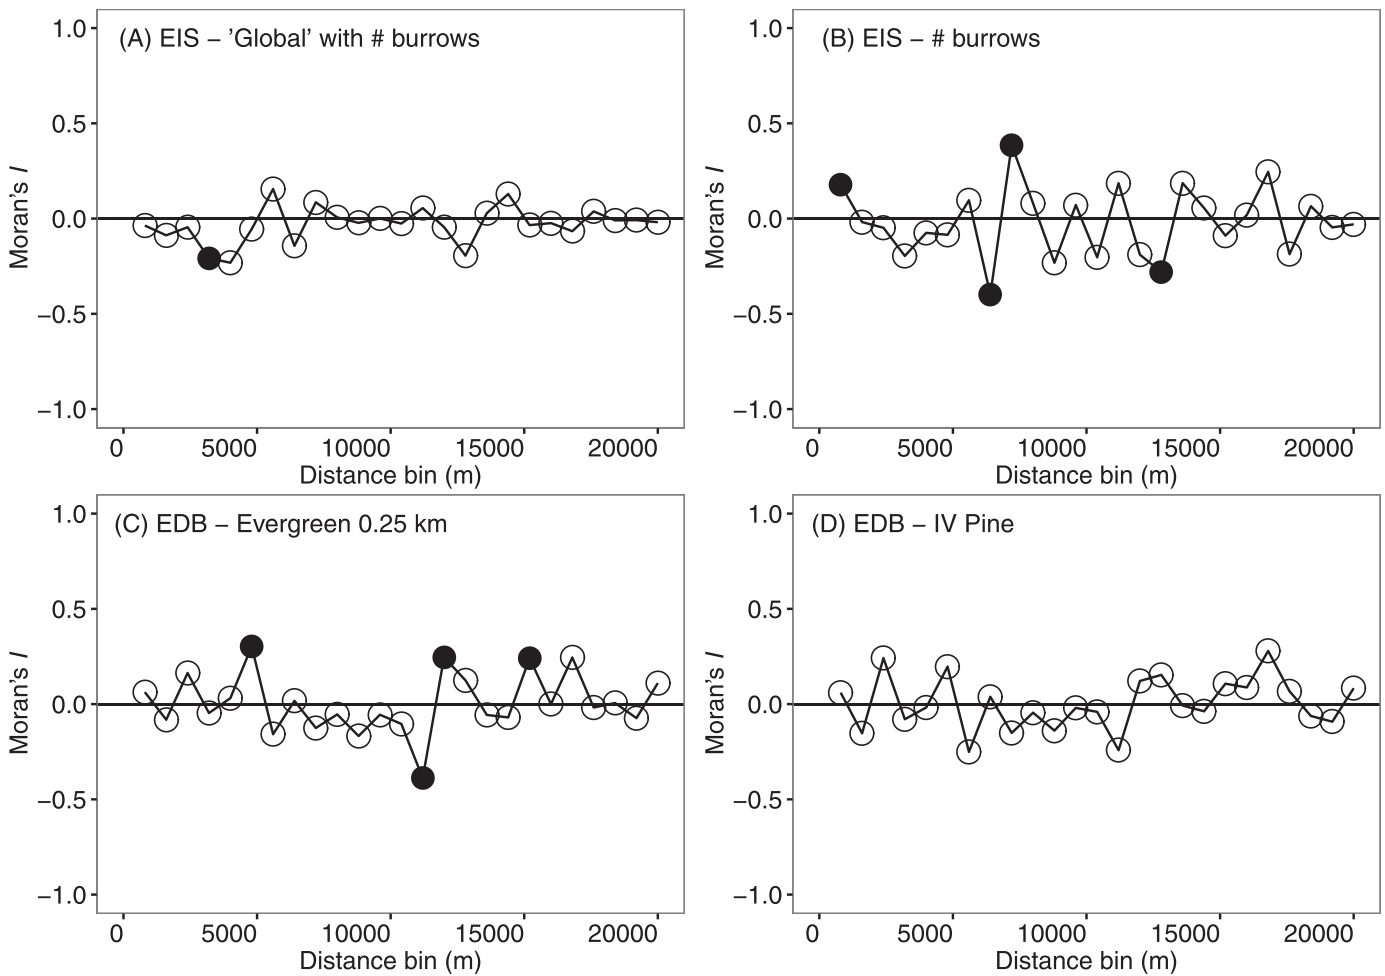 (A) EIS – ’Global’ with # burrows
1.0
0.5
0.0
−0.5
−1.0
Moran’s I
0 5000 10000 15000 20000
Distance bin (m)
(B) EIS – # burrows
1.0
0.5
0.0
−0.5
−1.0
Moran’s I
0 5000 10000 15000 20000
Distance bin (m)
(C) EDB – Evergreen 0.25 km
1.0
0.5
0.0
−0.5
−1.0
Moran’s I
0 5000 10000 15000 20000
Distance bin (m)
(D) EDB – IV Pine
1.0
0.5
0.0
−0.5
−1.0
Moran’s I
0 5000 10000 15000 20000
Distance bin (m)